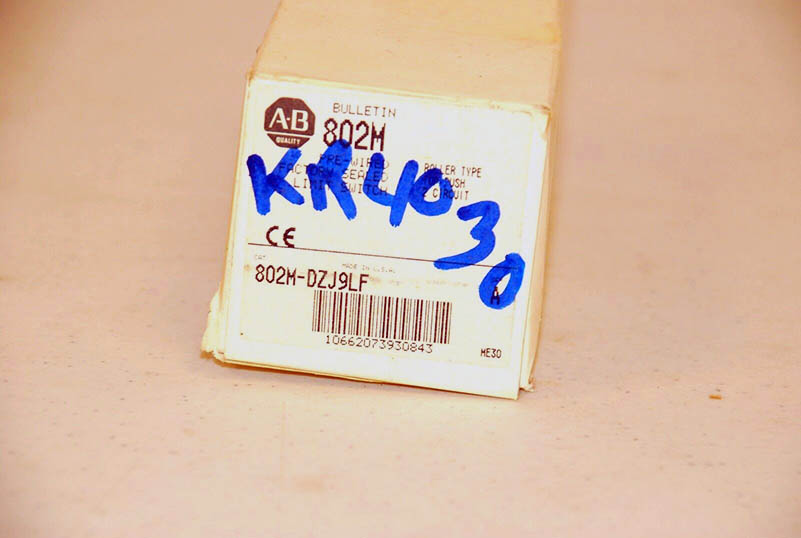 A-B
QUALITY
BULLETIN
802M
PRE-WIRED
FACTORY SEALED
LIMIT SWITCH
ROLLER TYPE
PUSH
CIRCUIT
KR4030
CE
CAT
MADE IN U.S.A.
802M-DZJ9LF
A
10662073930843
ME30